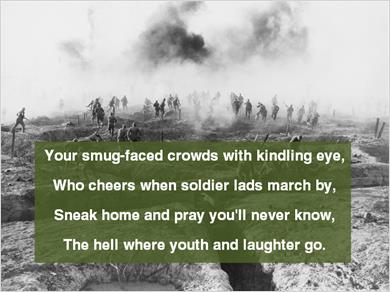 Your smug-faced crowds with kindling eye,
Who cheers when soldier lads march by,
Sneak home and pray you'll never know,
The hell where youth and laughter go.